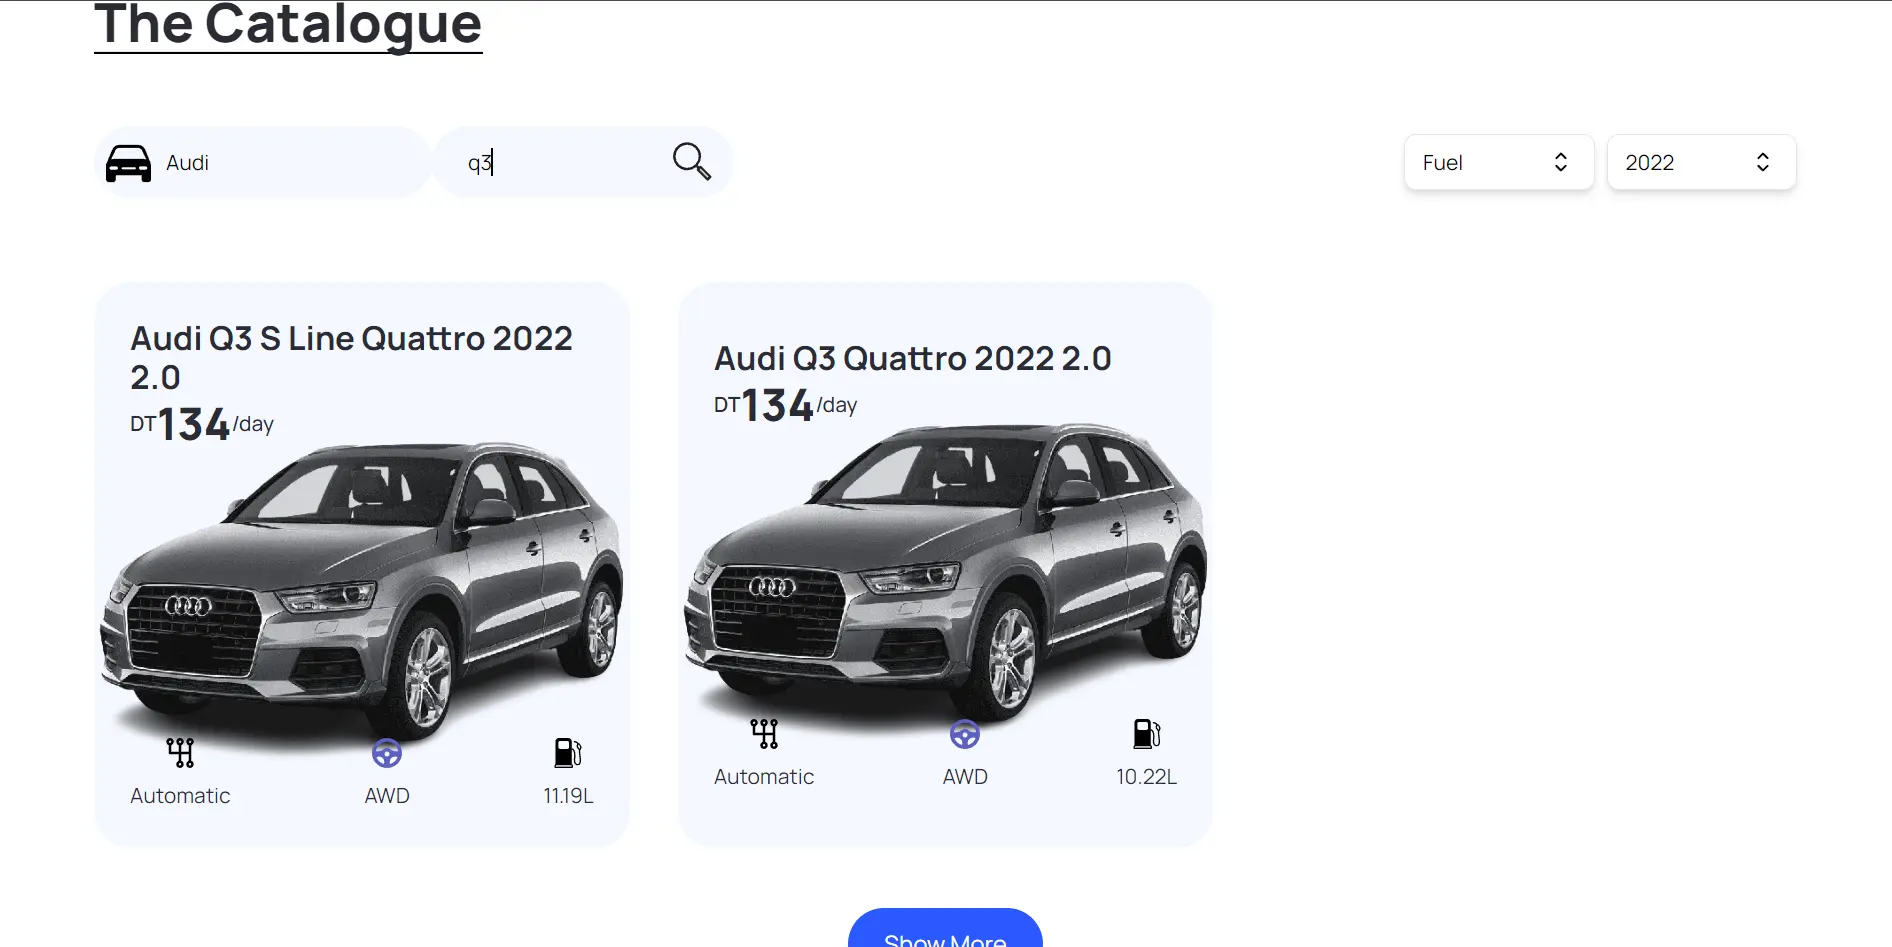 The Catalogue
Audi
q3
Fuel
2022
Audi Q3 S Line Quattro 2022
2.0
DT134/day
Automatic
AWD
11.19L
Audi Q3 Quattro 2022 2.0
DT134/day
Automatic
AWD
10.22L
Show More